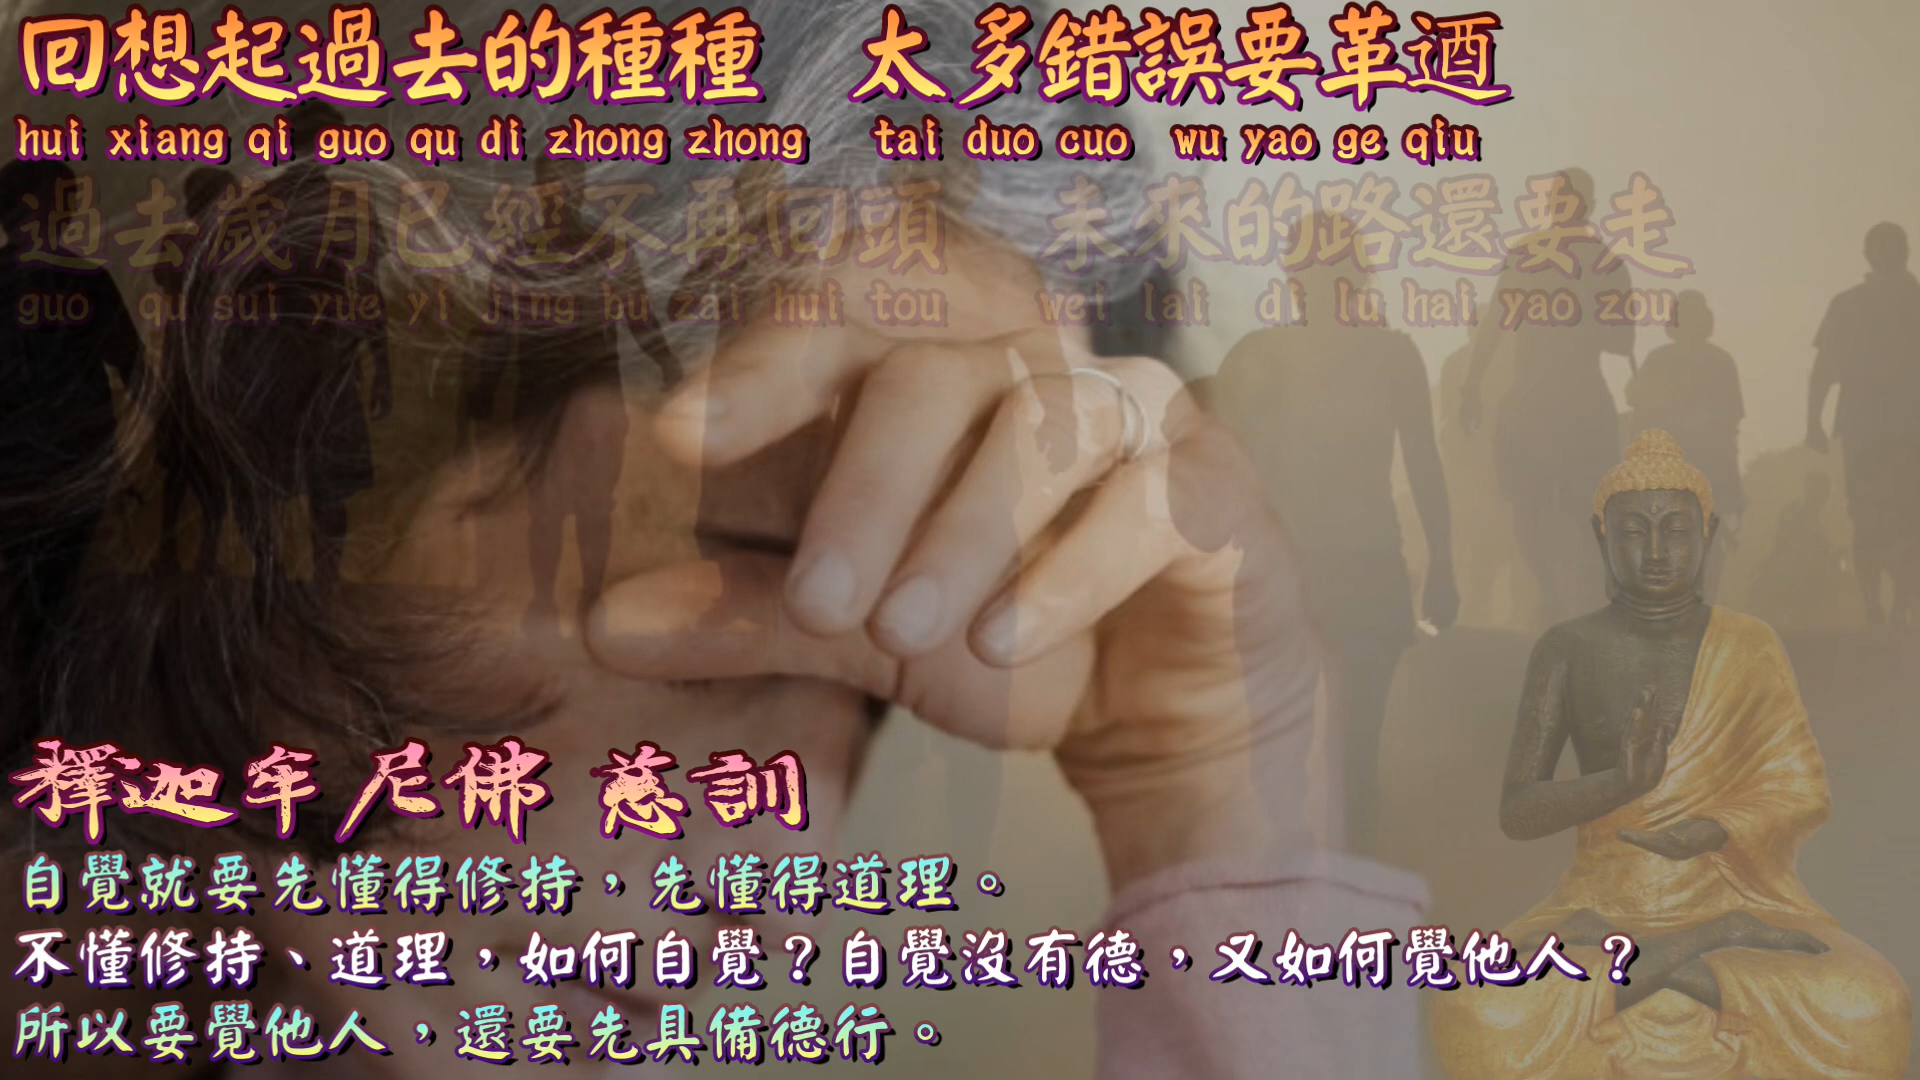 回想起過去的種種 太多錯誤要革迺
hui xiang qi guo qu di zhong zhong tai duo cuo wu yao ge qiu
過去歲月已經不再回頭 未來的路還要走
guo qu sui yue yi jing bu zai hui tou wei lai di lu hai yao zou
釋迦牟尼佛 慈訓
自覺就要先懂得修持，先懂得道理。
不懂修持、道理，如何自覺？自覺沒有德，又如何覺他人？
所以要覺他人，還要先具備德行。